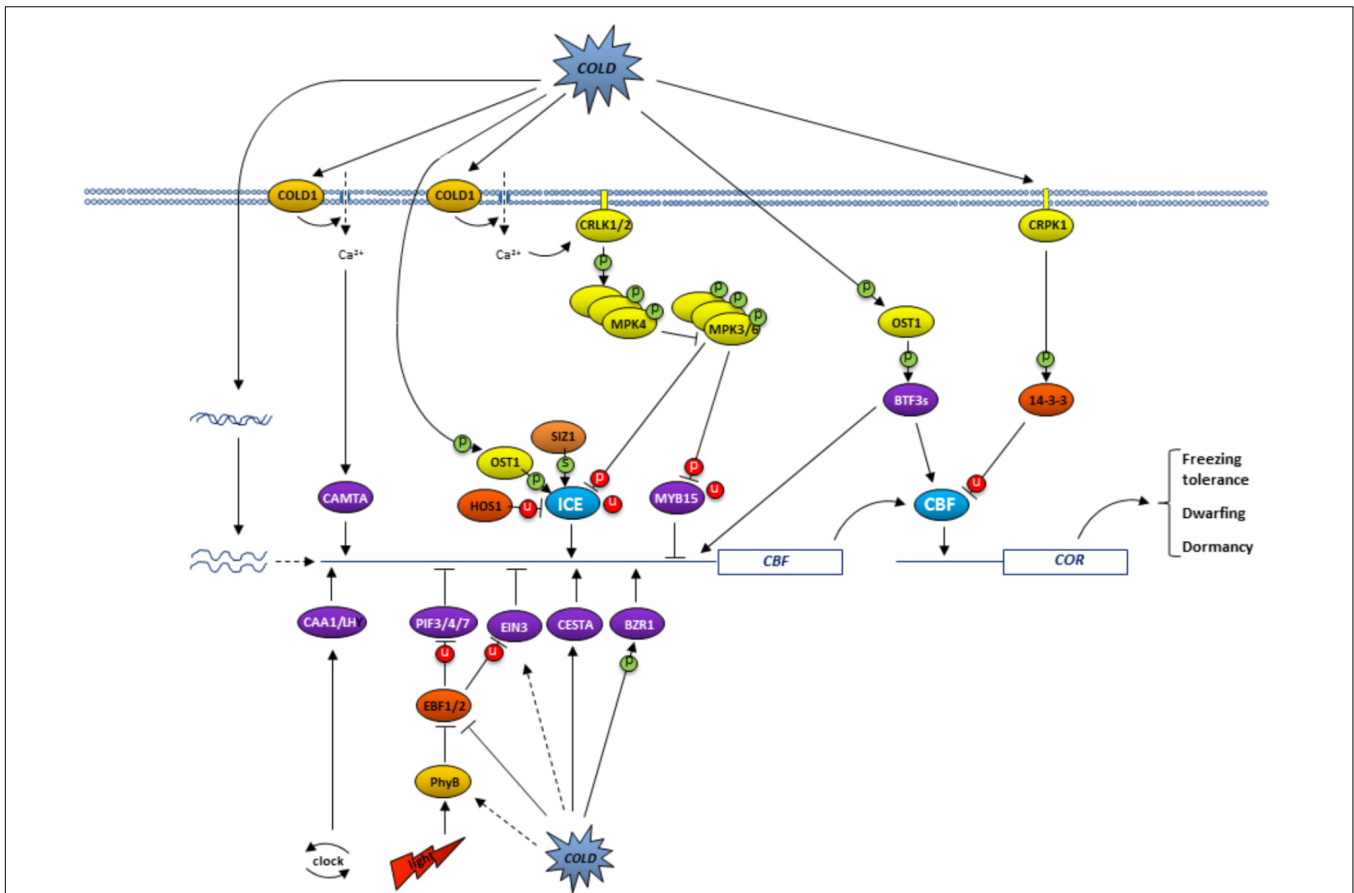 COLD
COLD1
COLD1
CRLK1/2
CRPK1
Ca²⁺
Ca²⁺
p
p
p
p
p
p
MPK4
MPK3/6
p
OST1
p
p
BTF3s
14-3-3
SIZ1
p
s
OST1
p
p
p
u
CAMTA
HOS1
u
ICE
u
MYB15
u
CBF
Freezing
tolerance
Dwarfing
Dormancy
CBF
COR
CAA1/LHY
PIF3/4/7
EIN3
CESTA
BZR1
u
u
p
EBF1/2
PhyB
clock
light
COLD